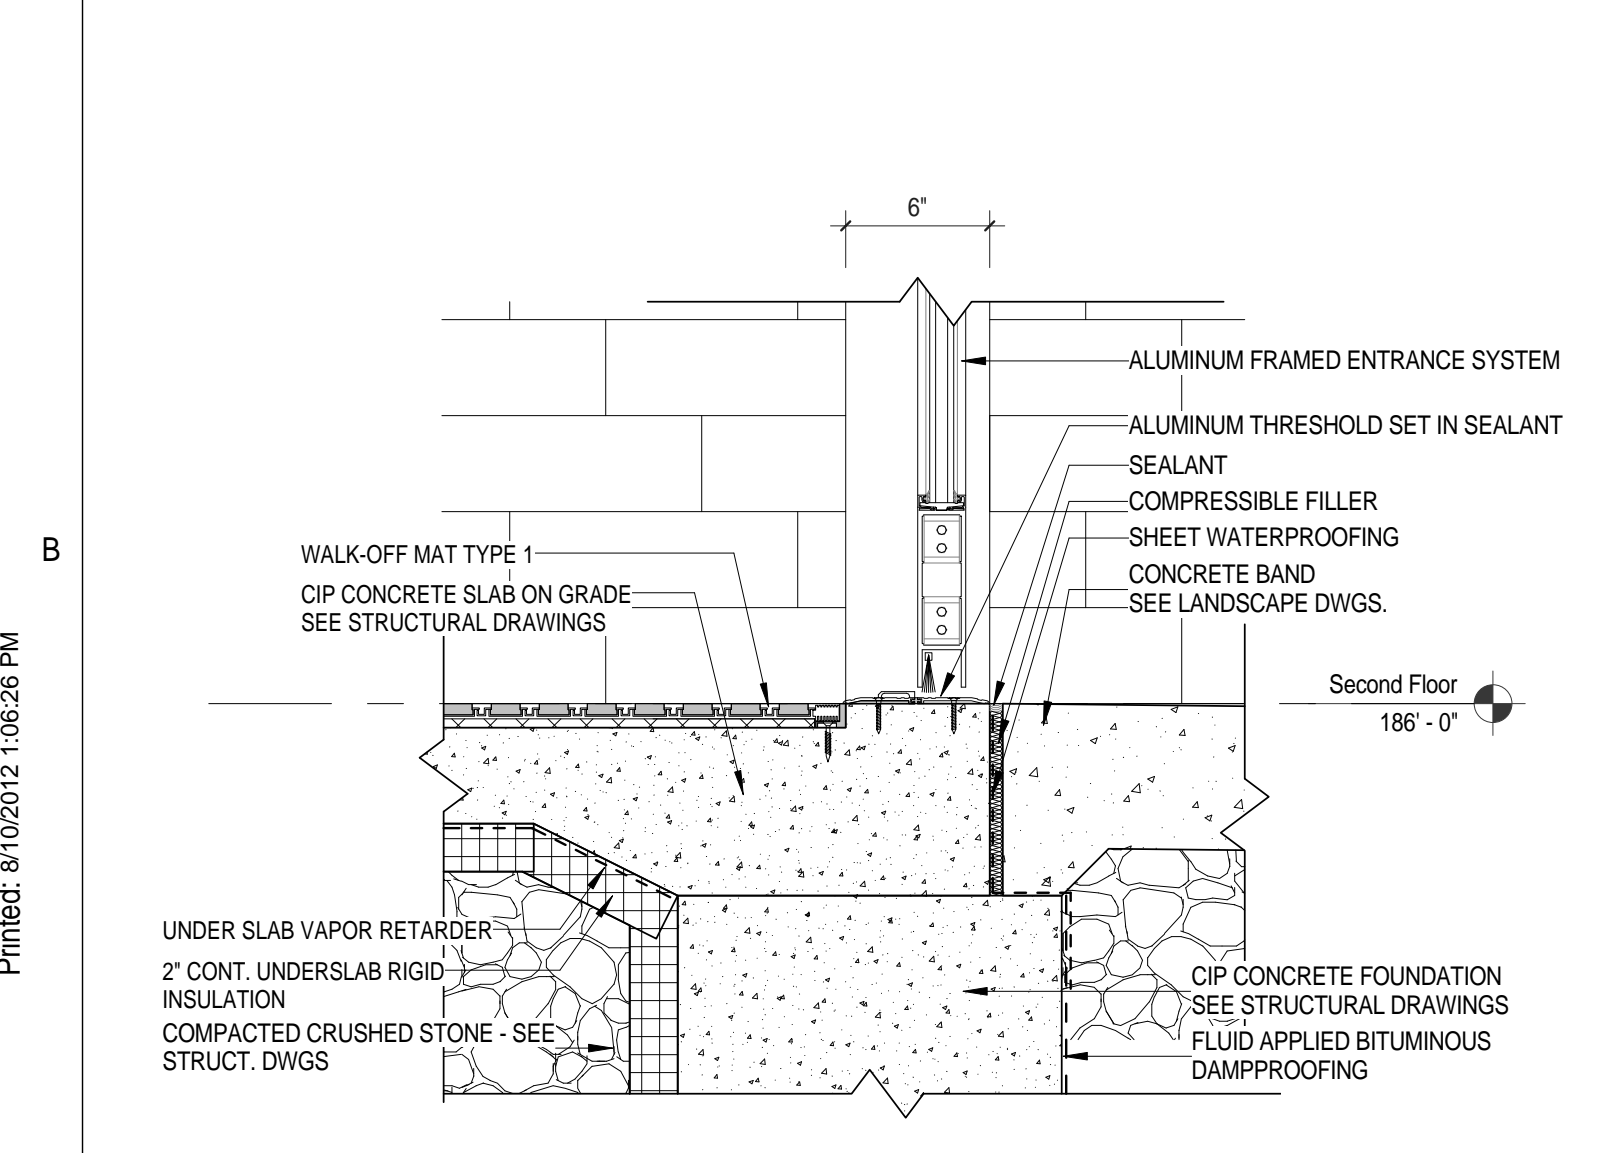 6"
ALUMINUM FRAMED ENTRANCE SYSTEM
ALUMINUM THRESHOLD SET IN SEALANT
SEALANT
COMPRESSIBLE FILLER
SHEET WATERPROOFING
CONCRETE BAND
SEE LANDSCAPE DWGS.
B
WALK-OFF MAT TYPE 1
CIP CONCRETE SLAB ON GRADE
SEE STRUCTURAL DRAWINGS
Second Floor
186' - 0"
Printed: 8/10/2012 1:06:26 PM
UNDER SLAB VAPOR RETARDER
2" CONT. UNDERSLAB RIGID
INSULATION
COMPACTED CRUSHED STONE - SEE
STRUCT. DWGS
CIP CONCRETE FOUNDATION
SEE STRUCTURAL DRAWINGS
FLUID APPLIED BITUMINOUS
DAMPPROOFING